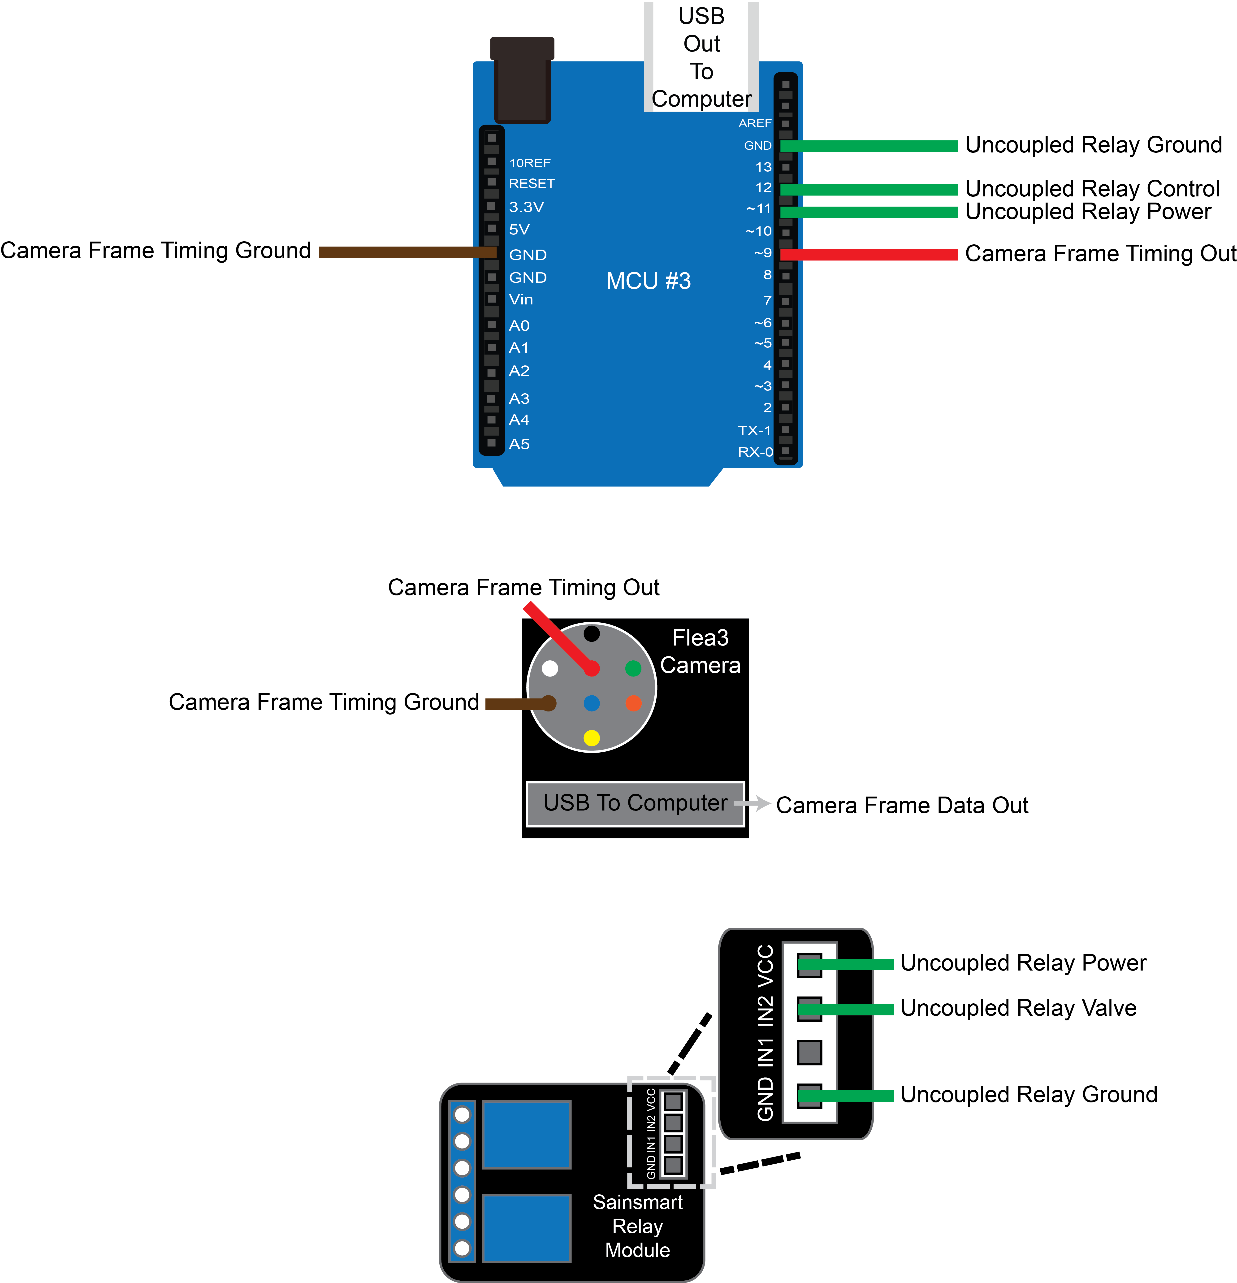 USB
Out
To
Computer
AREF
GND
13
12
~11
~10
~9
8
7
~6
~5
4
~3
2
TX-1
RX-0
10REF
RESET
3.3V
5V
GND
GND
Vin
A0
A1
A2
A3
A4
A5
MCU #3
Camera Frame Timing Ground
Uncoupled Relay Ground
Uncoupled Relay Control
Uncoupled Relay Power
Camera Frame Timing Out
Camera Frame Timing Out
Flea3
Camera
Camera Frame Timing Ground
USB To Computer
Camera Frame Data Out
GND IN1 IN2 VCC
Uncoupled Relay Power
Uncoupled Relay Valve
Uncoupled Relay Ground
GND IN1 IN2 VCC
Sainsmart
Relay
Module